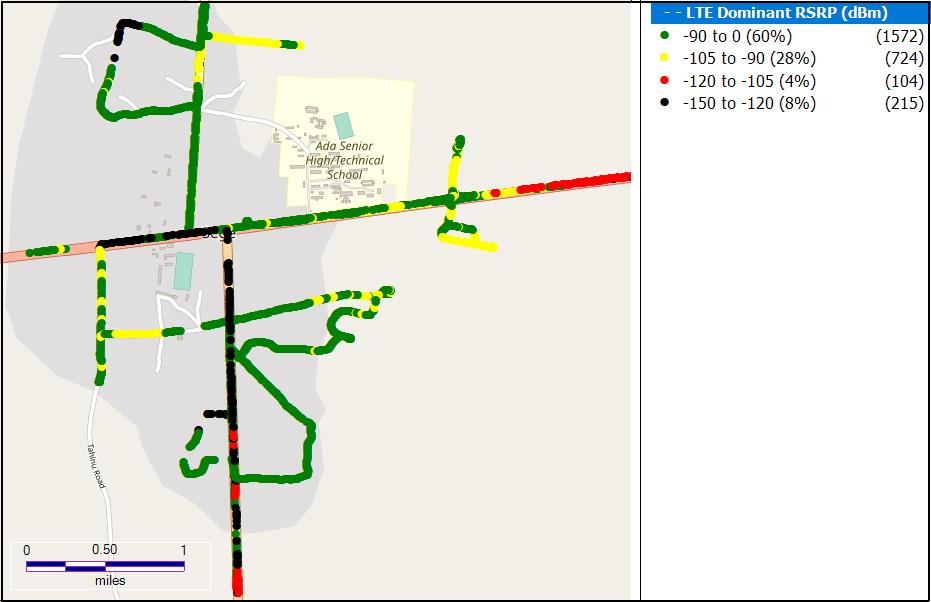 - - LTE Dominant RSRP (dBm)
-90 to 0 (60%) (1572)
-105 to -90 (28%) (724)
-120 to -105 (4%) (104)
-150 to -120 (8%) (215)
Ada Senior
High/Technical
School
Tahinu Road
0 0.50 1
miles